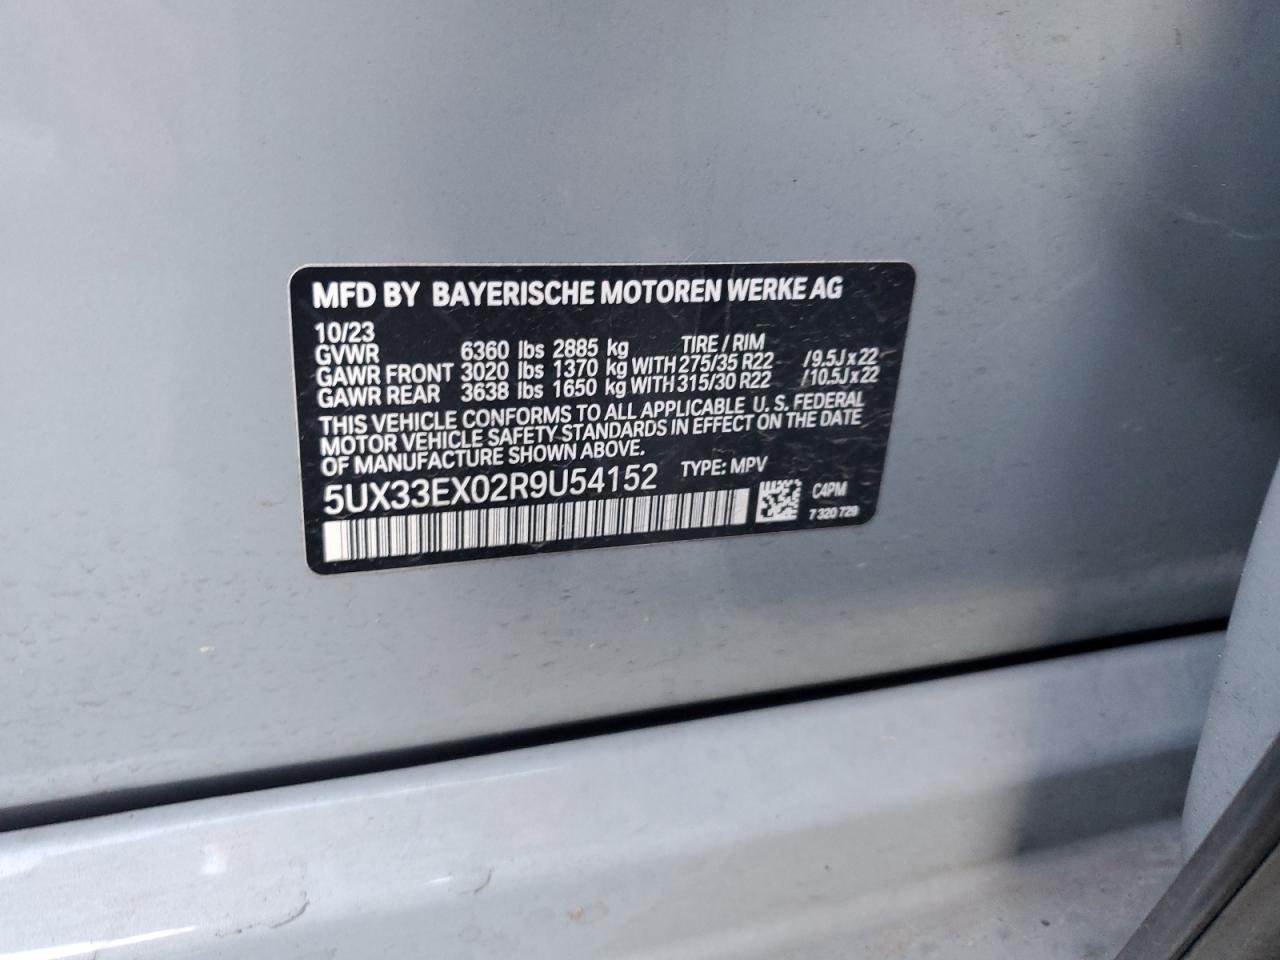 MFD BY BAYERISCHE MOTOREN WERKE AG
10/23 TIRE / RIM
GVWR 6360 lbs 2885 kg
GAWR FRONT 3020 lbs 1370 kg WITH 275/35 R22 /9.5J x 22
GAWR REAR 3638 lbs 1650 kg WITH 315/30 R22 /10.5J x 22
THIS VEHICLE CONFORMS TO ALL APPLICABLE U. S. FEDERAL
MOTOR VEHICLE SAFETY STANDARDS IN EFFECT ON THE DATE
OF MANUFACTURE SHOWN ABOVE.
5UX33EX02R9U54152 TYPE: MPV
C4PM
7 320 729